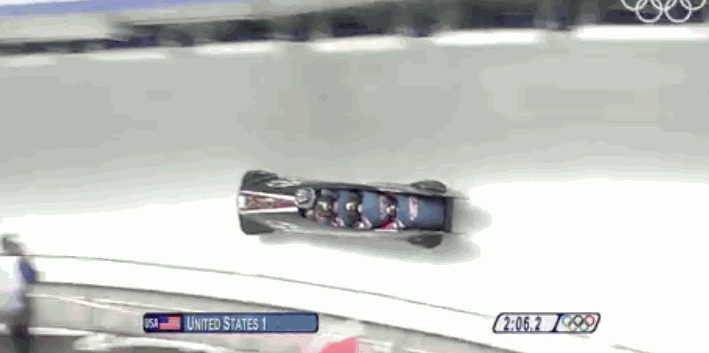 USA UNITED STATES 1
2:06.2